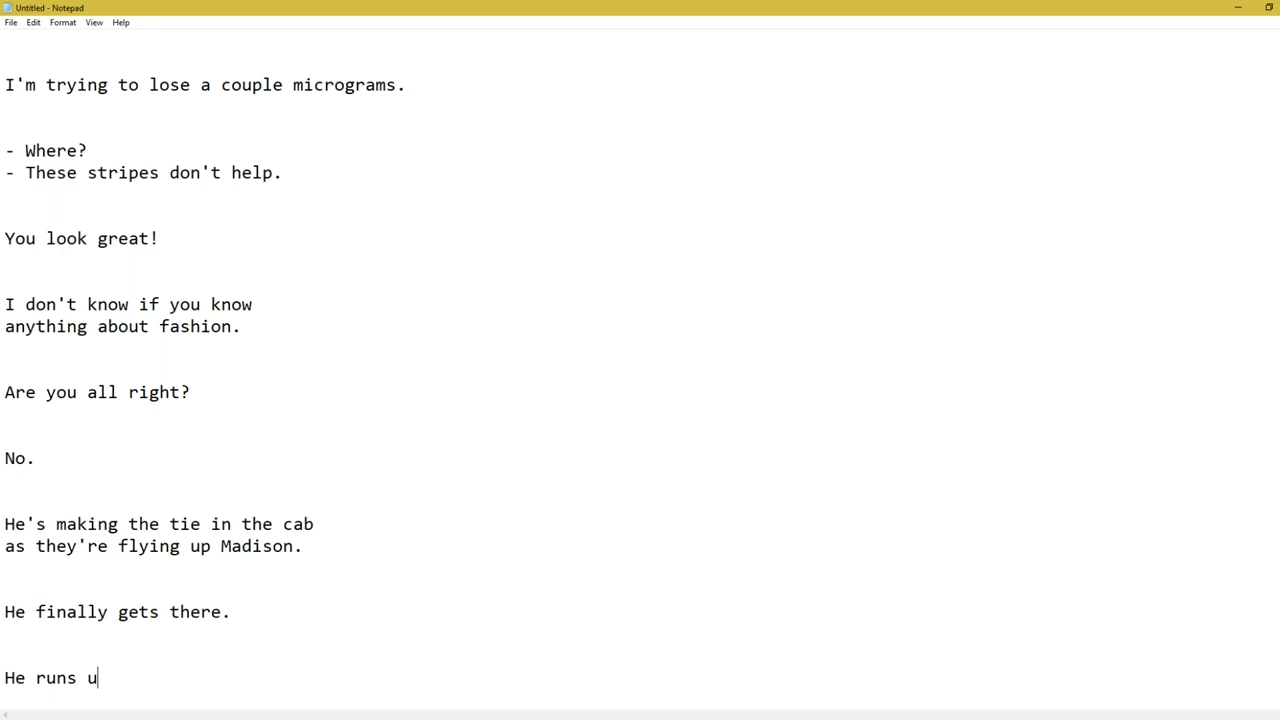 Untitled - Notepad
File Edit Format View Help
I'm trying to lose a couple micrograms.
- Where?
- These stripes don't help.
You look great!
I don't know if you know
anything about fashion.
Are you all right?
No.
He's making the tie in the cab
as they're flying up Madison.
He finally gets there.
He runs u